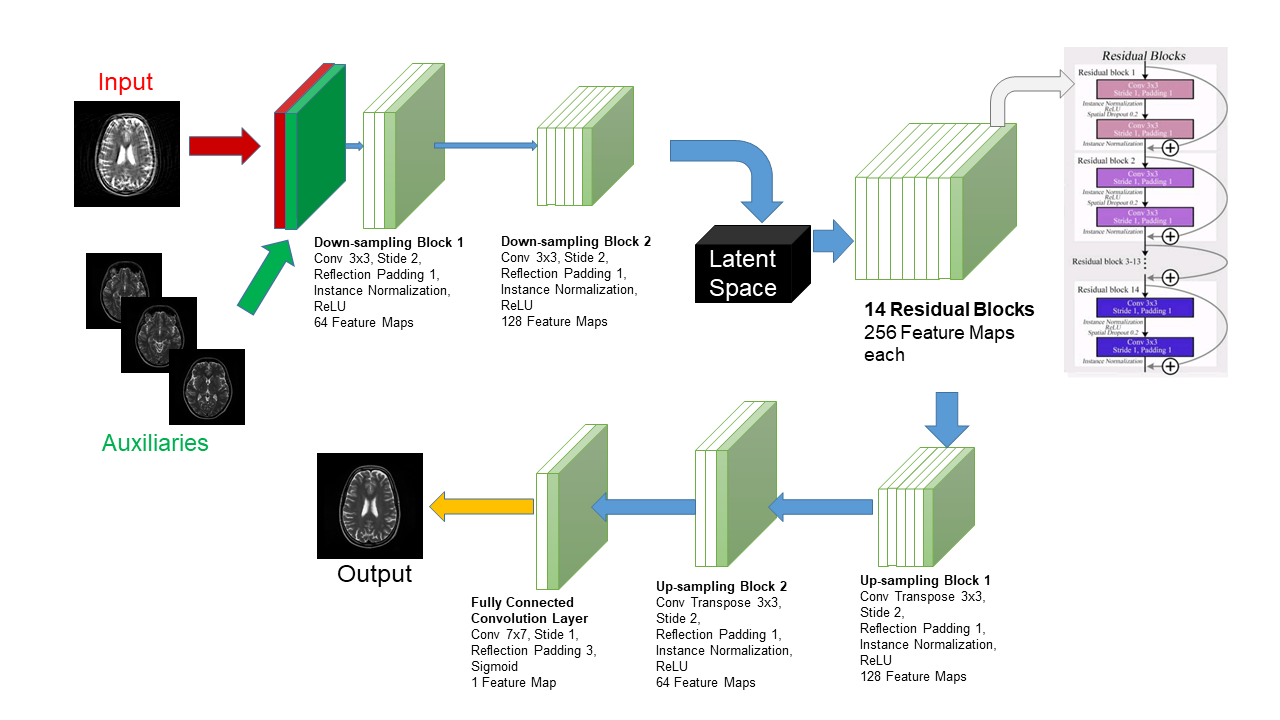 Input
Auxiliaries
Down-sampling Block 1
Conv 3x3, Stide 2,
Reflection Padding 1,
Instance Normalization,
ReLU
64 Feature Maps
Down-sampling Block 2
Conv 3x3, Stide 2,
Reflection Padding 1,
Instance Normalization,
ReLU
128 Feature Maps
Latent
Space
14 Residual Blocks
256 Feature Maps
each
Residual Blocks
Residual block 1
Conv 3x3
Stride 1, Padding 1
Instance Normalization
ReLU
Spatial Dropout 0.2
Conv 3x3
Stride 1, Padding 1
Instance Normalization
Residual block 2
Conv 3x3
Stride 1, Padding 1
Instance Normalization
ReLU
Spatial Dropout 0.2
Conv 3x3
Stride 1, Padding 1
Instance Normalization
Residual block 3-13
Residual block 14
Conv 3x3
Stride 1, Padding 1
Instance Normalization
ReLU
Spatial Dropout 0.2
Conv 3x3
Stride 1, Padding 1
Instance Normalization
Up-sampling Block 1
Conv Transpose 3x3,
Stide 2,
Reflection Padding 1,
Instance Normalization,
ReLU
128 Feature Maps
Up-sampling Block 2
Conv Transpose 3x3,
Stide 2,
Reflection Padding 1,
Instance Normalization,
ReLU
64 Feature Maps
Fully Connected
Convolution Layer
Conv 7x7, Stide 1,
Reflection Padding 3,
Sigmoid
1 Feature Map
Output